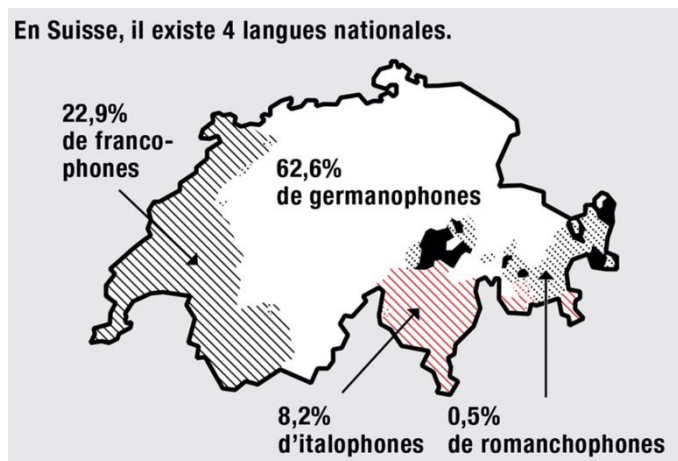 En Suisse, il existe 4 langues nationales.
22,9%
de franco-
phones
62,6%
de germanophones
8,2%
d’italophones
0,5%
de romanchophones